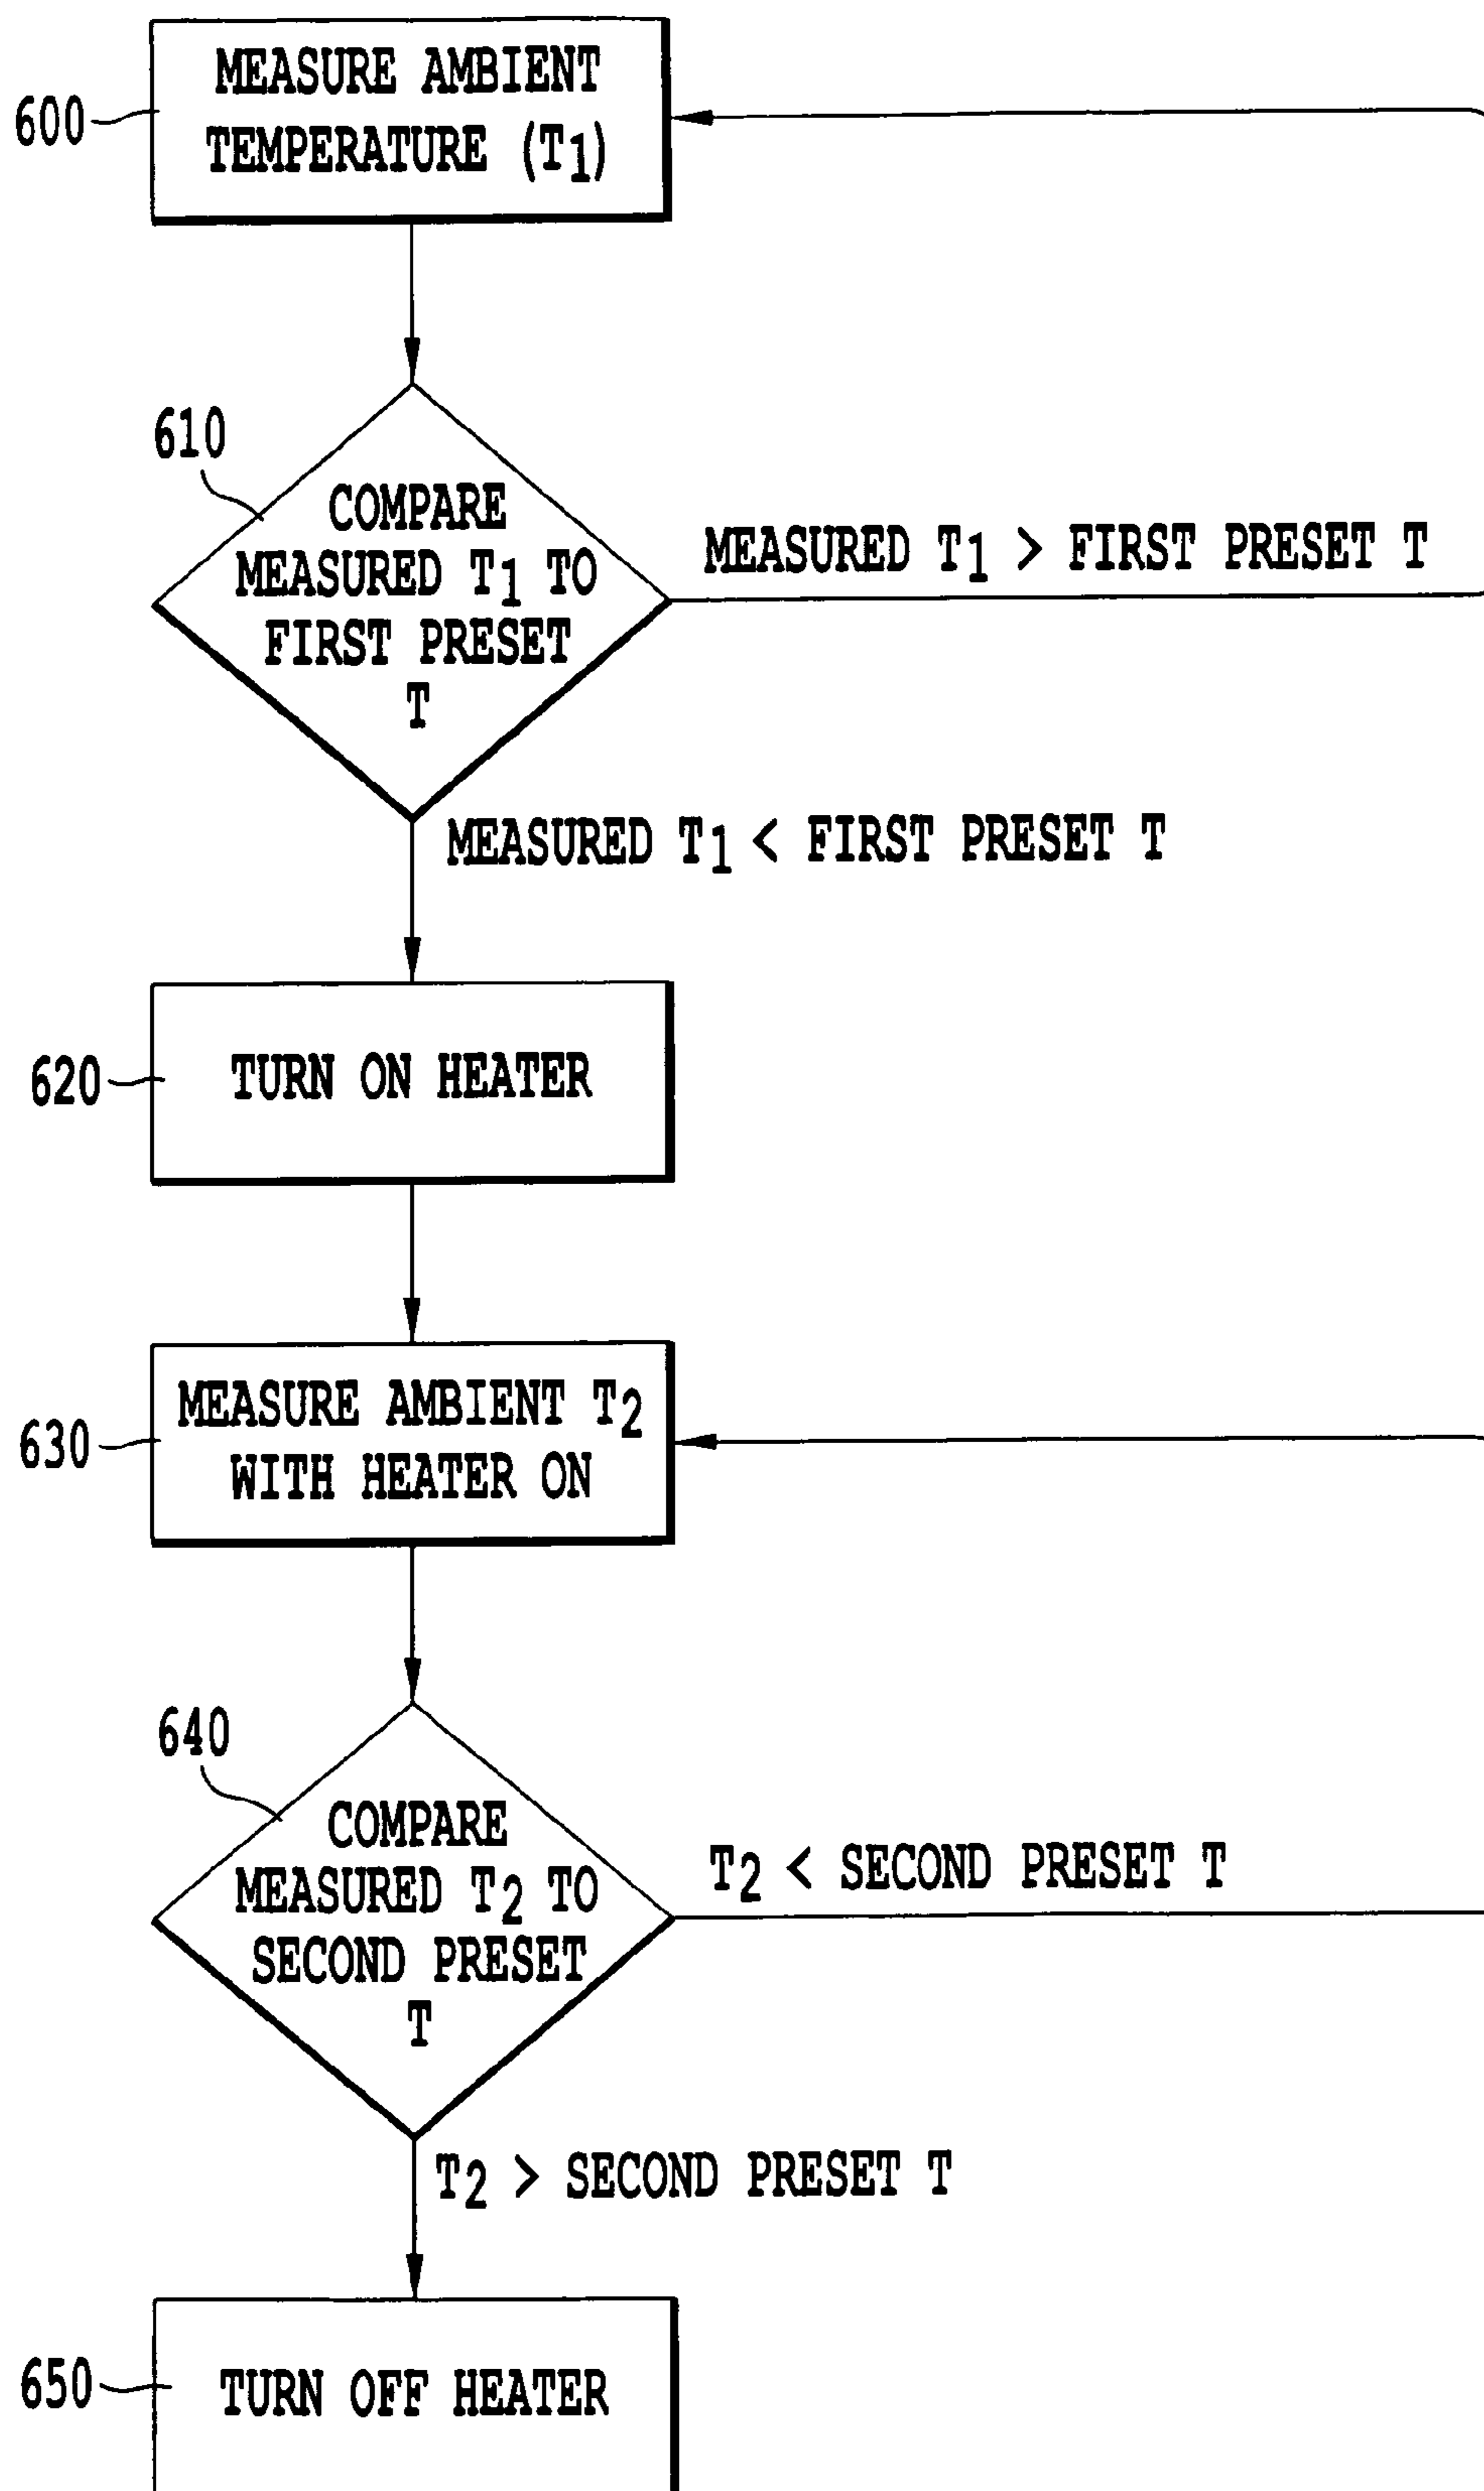 600
MEASURE AMBIENT
TEMPERATURE (T1)
610
COMPARE
MEASURED T1 TO
FIRST PRESET
T
MEASURED T1 > FIRST PRESET T
MEASURED T1 < FIRST PRESET T
620
TURN ON HEATER
630
MEASURE AMBIENT T2
WITH HEATER ON
640
COMPARE
MEASURED T2 TO
SECOND PRESET
T
T2 < SECOND PRESET T
T2 > SECOND PRESET T
650
TURN OFF HEATER